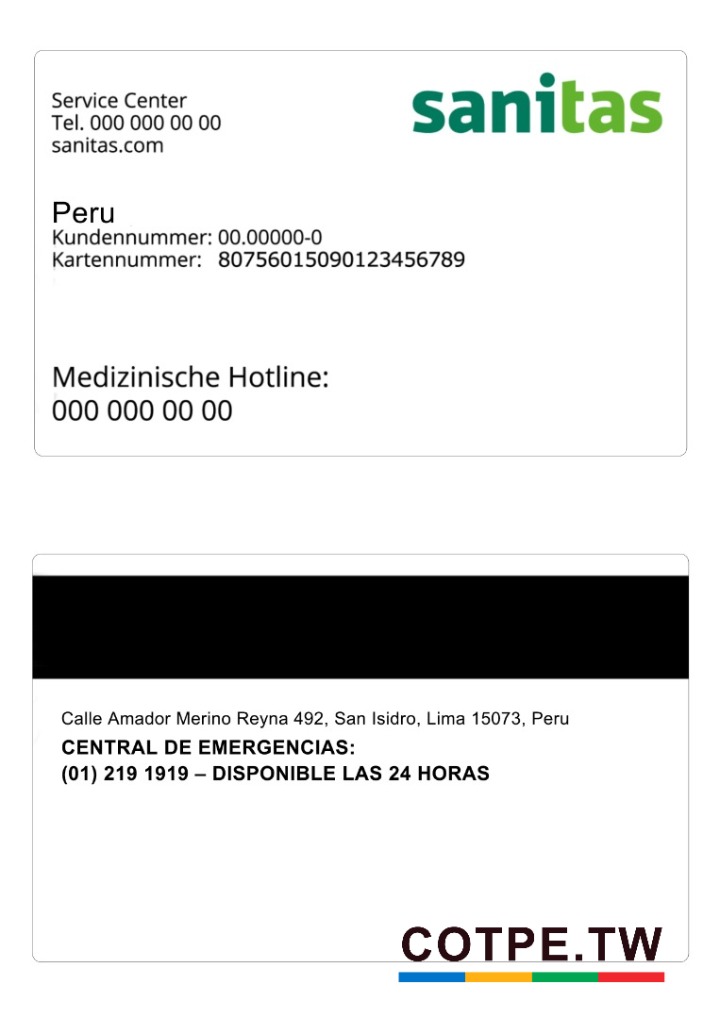 Service Center
Tel. 000 000 00 00
sanitas.com
sanitas
Peru
Kundennummer: 00.00000-0
Kartennummer: 80756015090123456789
Medizinische Hotline:
000 000 00 00
Calle Amador Merino Reyna 492, San Isidro, Lima 15073, Peru
CENTRAL DE EMERGENCIAS:
(01) 219 1919 – DISPONIBLE LAS 24 HORAS
COTPE.TW